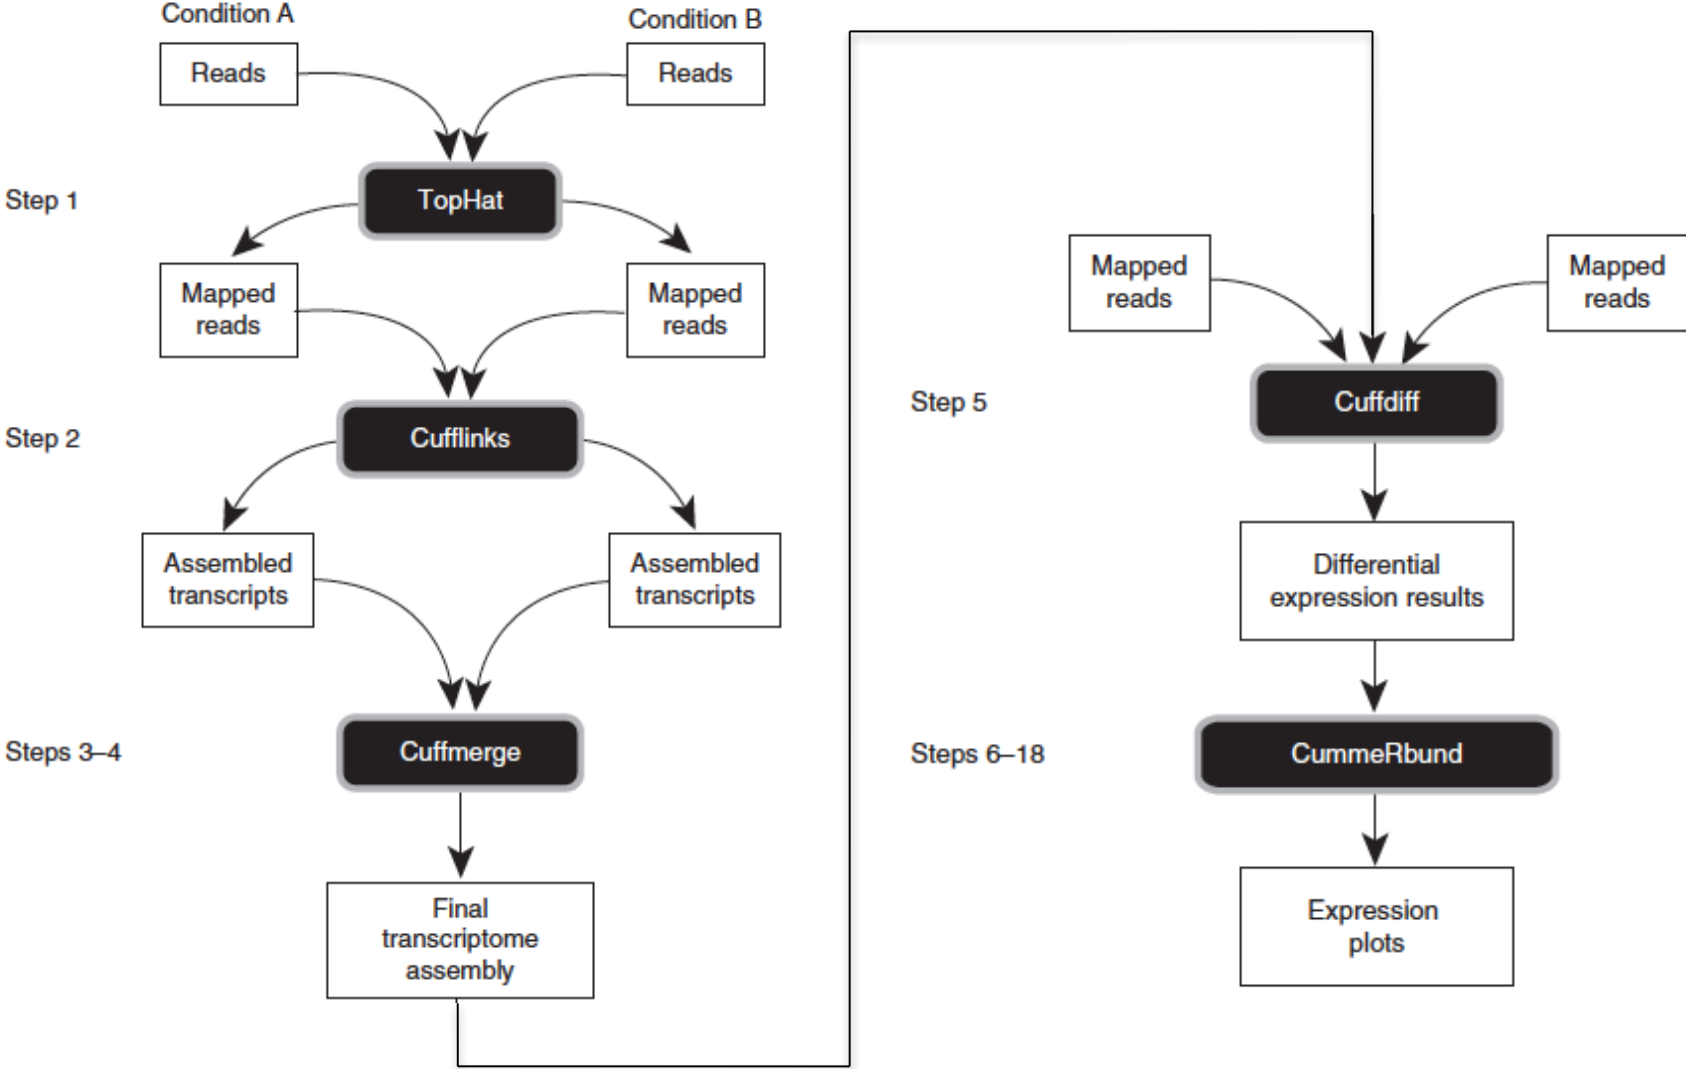 Condition A
Condition B
Reads
Reads
Step 1
TopHat
Mapped
reads
Mapped
reads
Step 2
Cufflinks
Assembled
transcripts
Assembled
transcripts
Steps 3–4
Cuffmerge
Final
transcriptome
assembly
Mapped
reads
Mapped
reads
Step 5
Cuffdiff
Differential
expression results
Steps 6–18
CummeRbund
Expression
plots